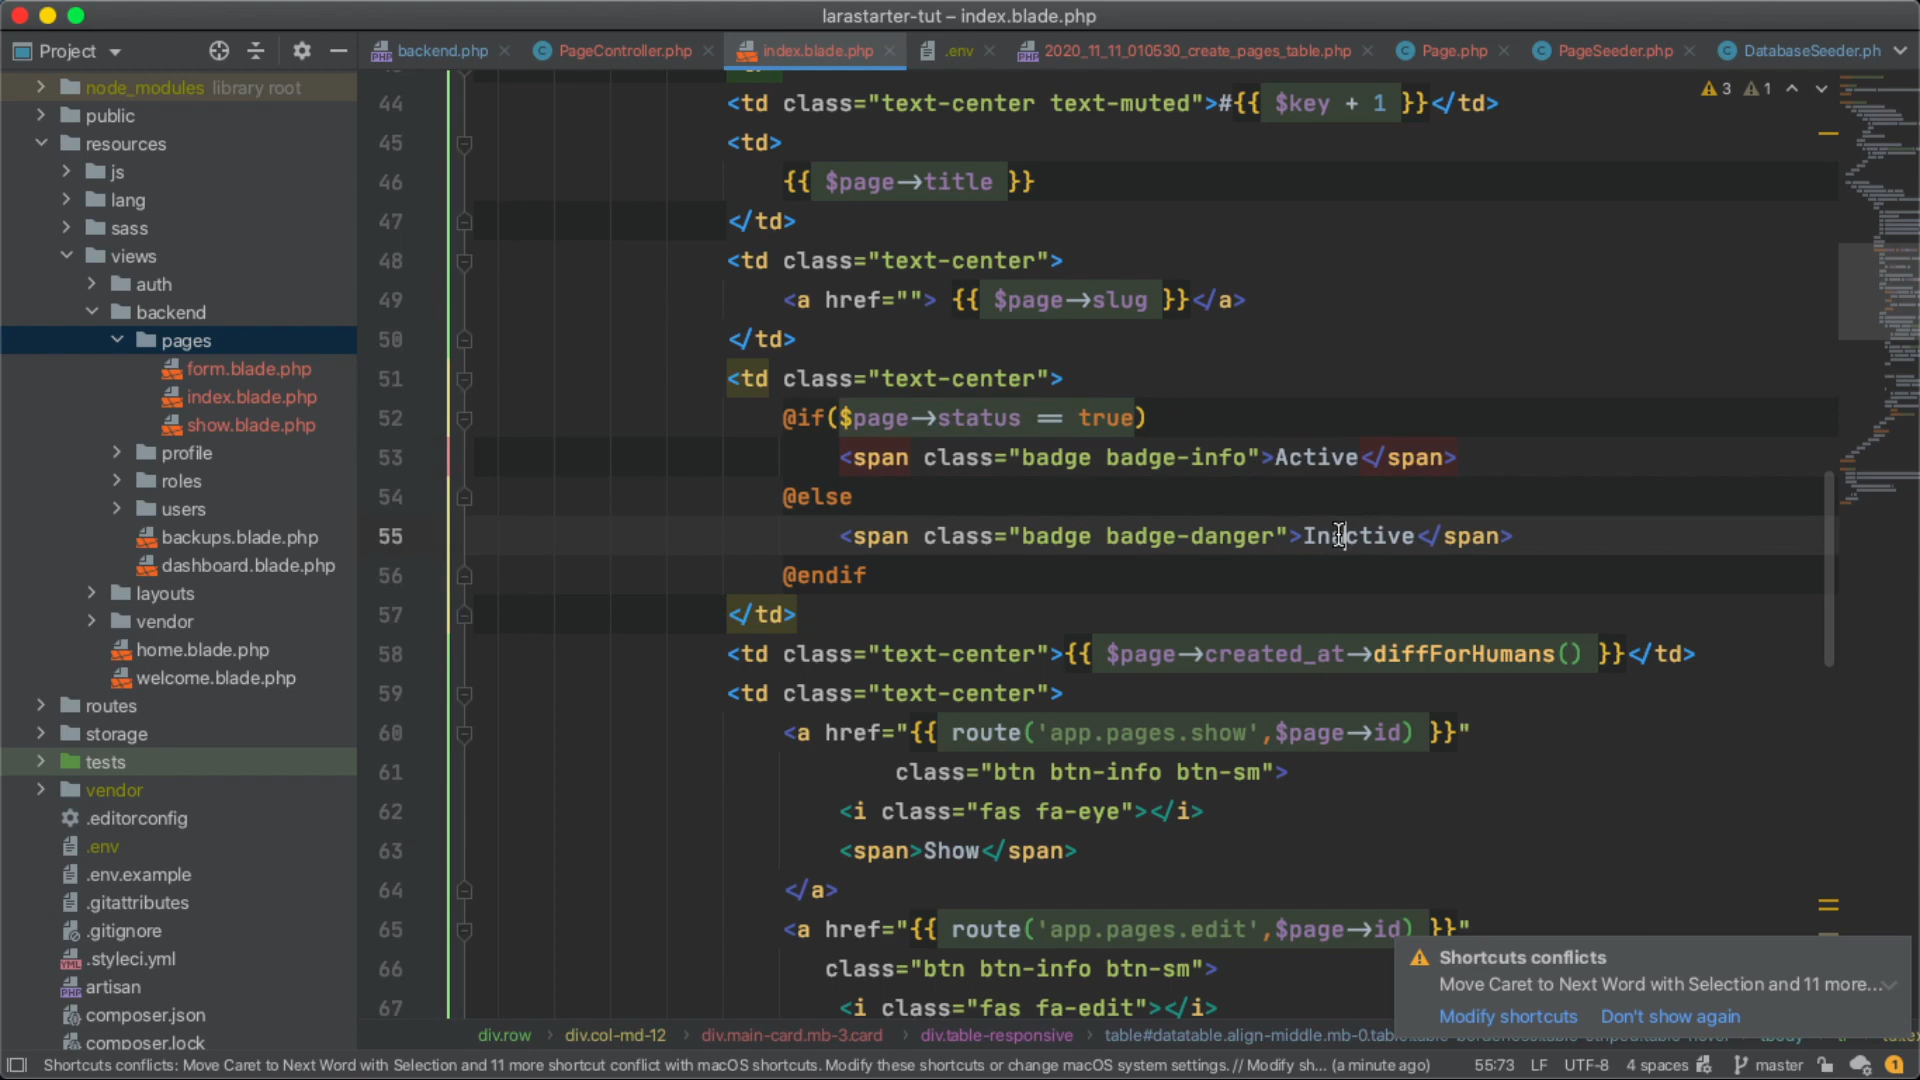 larastarter-tut – index.blade.php
Project
backend.php
PageController.php
index.blade.php
.env
2020_11_11_010530_create_pages_table.php
Page.php
PageSeeder.php
DatabaseSeeder.ph
node_modules library root
public
resources
js
lang
sass
views
auth
backend
pages
form.blade.php
index.blade.php
show.blade.php
profile
roles
users
backups.blade.php
dashboard.blade.php
layouts
vendor
home.blade.php
welcome.blade.php
routes
storage
tests
vendor
.editorconfig
.env
.env.example
.gitattributes
.gitignore
.styleci.yml
artisan
composer.json
composer.lock
3 1
44 <td class="text-center text-muted">#{{ $key + 1 }}</td>
45 <td>
46 {{ $page->title }}
47 </td>
48 <td class="text-center">
49 <a href=""> {{ $page->slug }}</a>
50 </td>
51 <td class="text-center">
52 @if($page->status == true)
53 <span class="badge badge-info">Active</span>
54 @else
55 <span class="badge badge-danger">Inactive</span>
56 @endif
57 </td>
58 <td class="text-center">{{ $page->created_at->diffForHumans() }}</td>
59 <td class="text-center">
60 <a href="{{ route('app.pages.show',$page->id) }}"
61 class="btn btn-info btn-sm">
62 <i class="fas fa-eye"></i>
63 <span>Show</span>
64 </a>
65 <a href="{{ route('app.pages.edit',$page->id) }}"
66 class="btn btn-info btn-sm">
67 <i class="fas fa-edit"></i>
Shortcuts conflicts
Move Caret to Next Word with Selection and 11 more...
Modify shortcuts Don't show again
div.row > div.col-md-12 > div.main-card.mb-3.card > div.table-responsive > table#datatable.align-middle.mb-0.table
Shortcuts conflicts: Move Caret to Next Word with Selection and 11 more shortcut conflict with macOS shortcuts. Modify these shortcuts or change macOS system settings. // Modify sh... (a minute ago) 55:73 LF UTF-8 4 spaces master 1